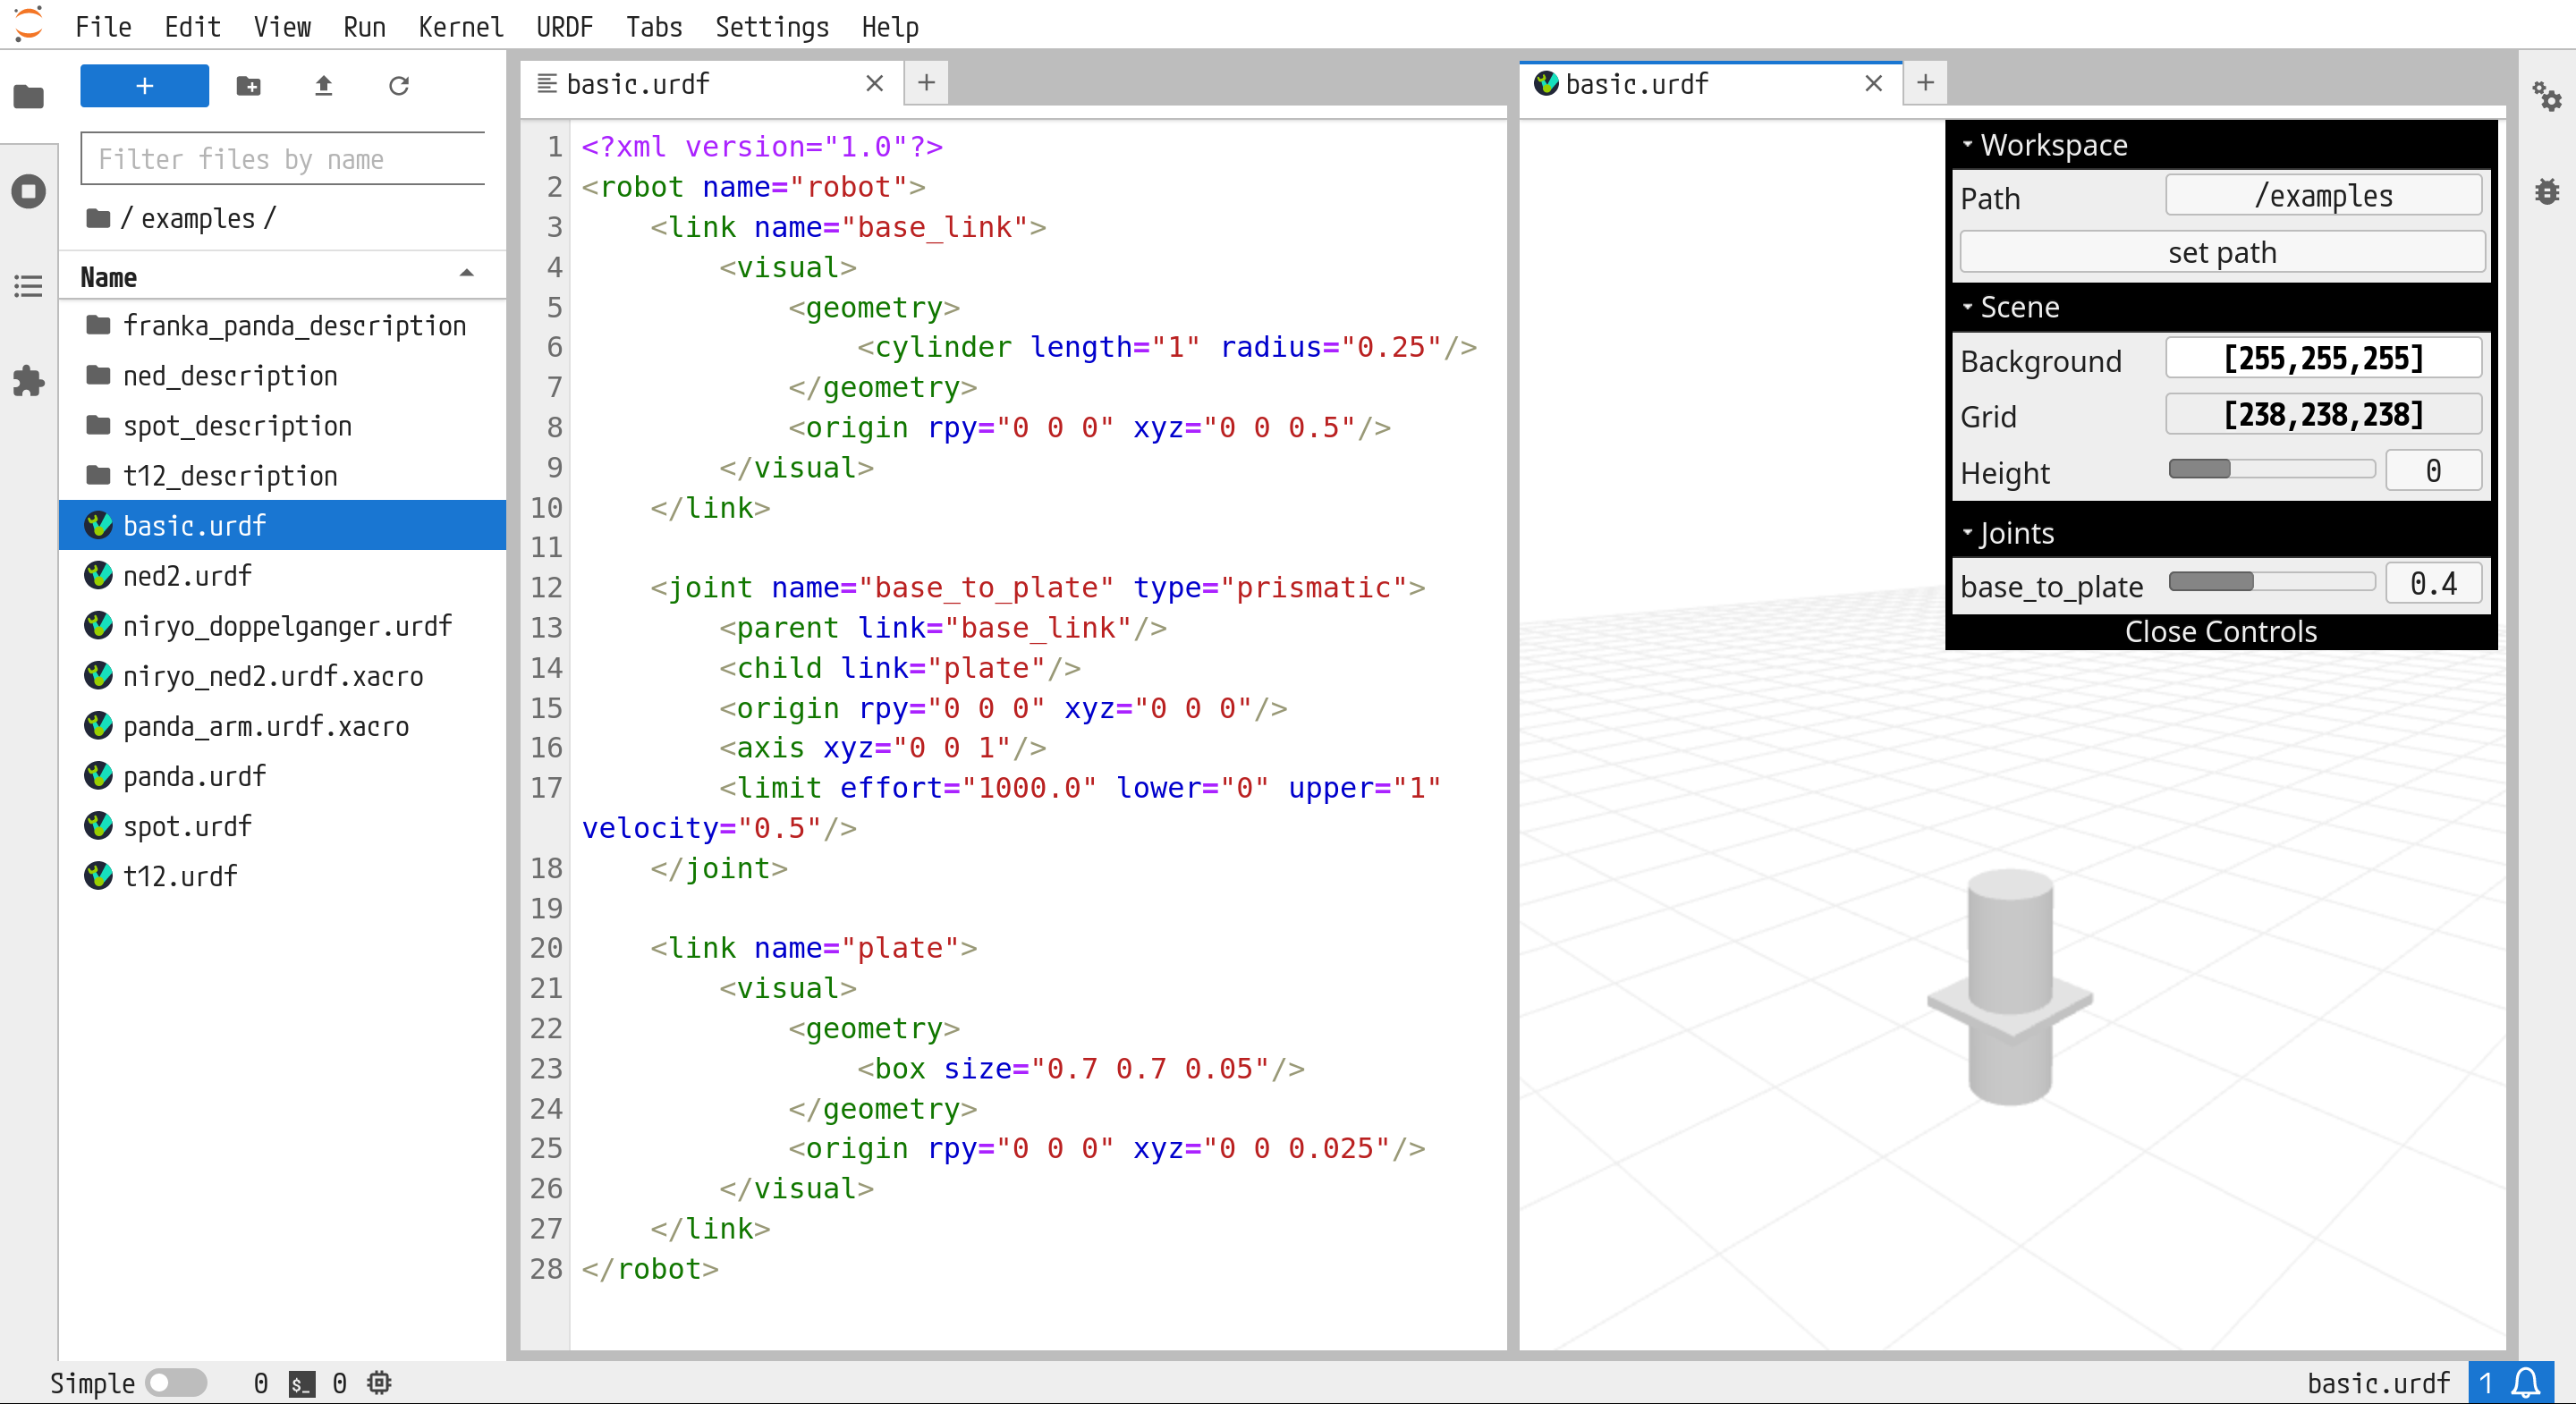 File Edit View Run Kernel URDF Tabs Settings Help
+
Filter files by name
/ examples /
Name
franka_panda_description
ned_description
spot_description
t12_description
basic.urdf
ned2.urdf
niryo_doppelganger.urdf
niryo_ned2.urdf.xacro
panda_arm.urdf.xacro
panda.urdf
spot.urdf
t12.urdf
basic.urdf
1 <?xml version="1.0"?>
2 <robot name="robot">
3 <link name="base_link">
4 <visual>
5 <geometry>
6 <cylinder length="1" radius="0.25"/>
7 </geometry>
8 <origin rpy="0 0 0" xyz="0 0 0.5"/>
9 </visual>
10 </link>
11
12 <joint name="base_to_plate" type="prismatic">
13 <parent link="base_link"/>
14 <child link="plate"/>
15 <origin rpy="0 0 0" xyz="0 0 0"/>
16 <axis xyz="0 0 1"/>
17 <limit effort="1000.0" lower="0" upper="1"
velocity="0.5"/>
18 </joint>
19
20 <link name="plate">
21 <visual>
22 <geometry>
23 <box size="0.7 0.7 0.05"/>
24 </geometry>
25 <origin rpy="0 0 0" xyz="0 0 0.025"/>
26 </visual>
27 </link>
28 </robot>
basic.urdf
Workspace
Path /examples
set path
Scene
Background [255,255,255]
Grid [238,238,238]
Height 0
Joints
base_to_plate 0.4
Close Controls
Simple 0 $_ 0
basic.urdf 1